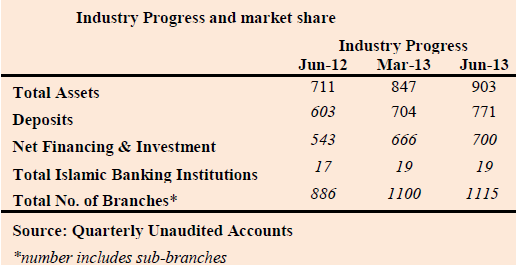 Industry Progress and market share
Industry Progress
Jun-12 Mar-13 Jun-13
Total Assets 711 847 903
Deposits 603 704 771
Net Financing & Investment 543 666 700
Total Islamic Banking Institutions 17 19 19
Total No. of Branches* 886 1100 1115
Source: Quarterly Unaudited Accounts
*number includes sub-branches